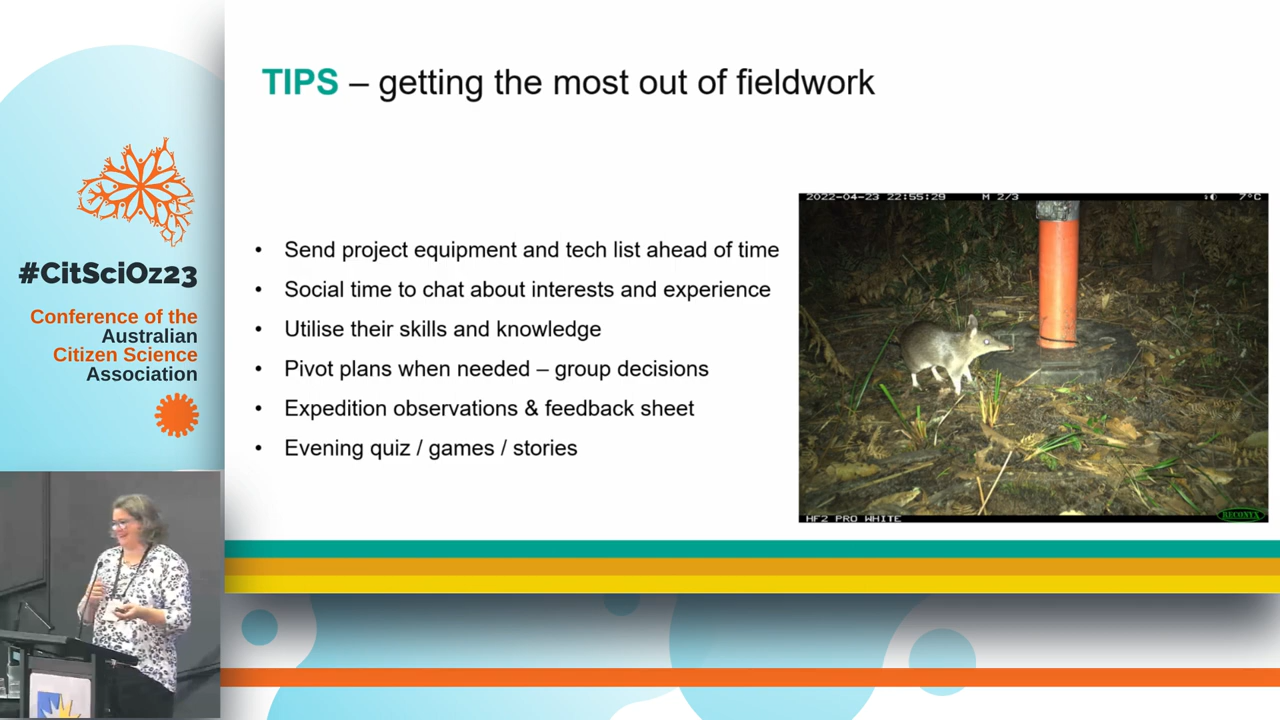 TIPS – getting the most out of fieldwork
2022-04-23 22:55:29 M 2/3 7°C
• Send project equipment and tech list ahead of time
• Social time to chat about interests and experience
• Utilise their skills and knowledge
• Pivot plans when needed – group decisions
• Expedition observations & feedback sheet
• Evening quiz / games / stories
HF2 PRO WHITE
RECONYX
#CitSciOz23
Conference of the
Australian
Citizen Science
Association